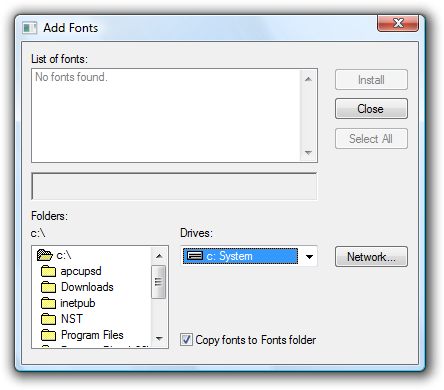 Add Fonts
List of fonts:
No fonts found.
Install
Close
Select All
Folders:
c:\
Drives:
c:\
apcupsd
Downloads
inetpub
NST
Program Files
c: System
Network...
Copy fonts to Fonts folder